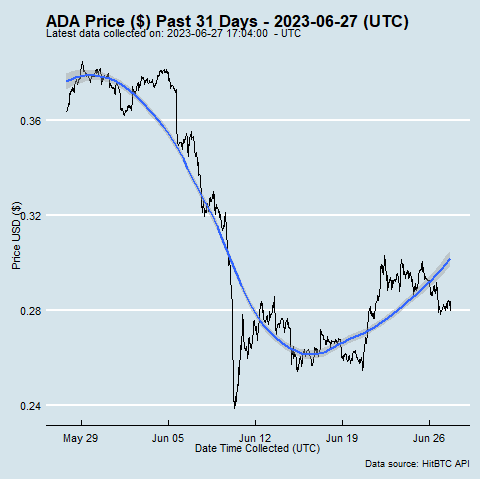 ADA Price ($) Past 31 Days - 2023-06-27 (UTC)
Latest data collected on: 2023-06-27 17:04:00 - UTC
0.36
0.32
0.28
0.24
Price USD ($)
May 29
Jun 05
Jun 12
Jun 19
Jun 26
Date Time Collected (UTC)
Data source: HitBTC API